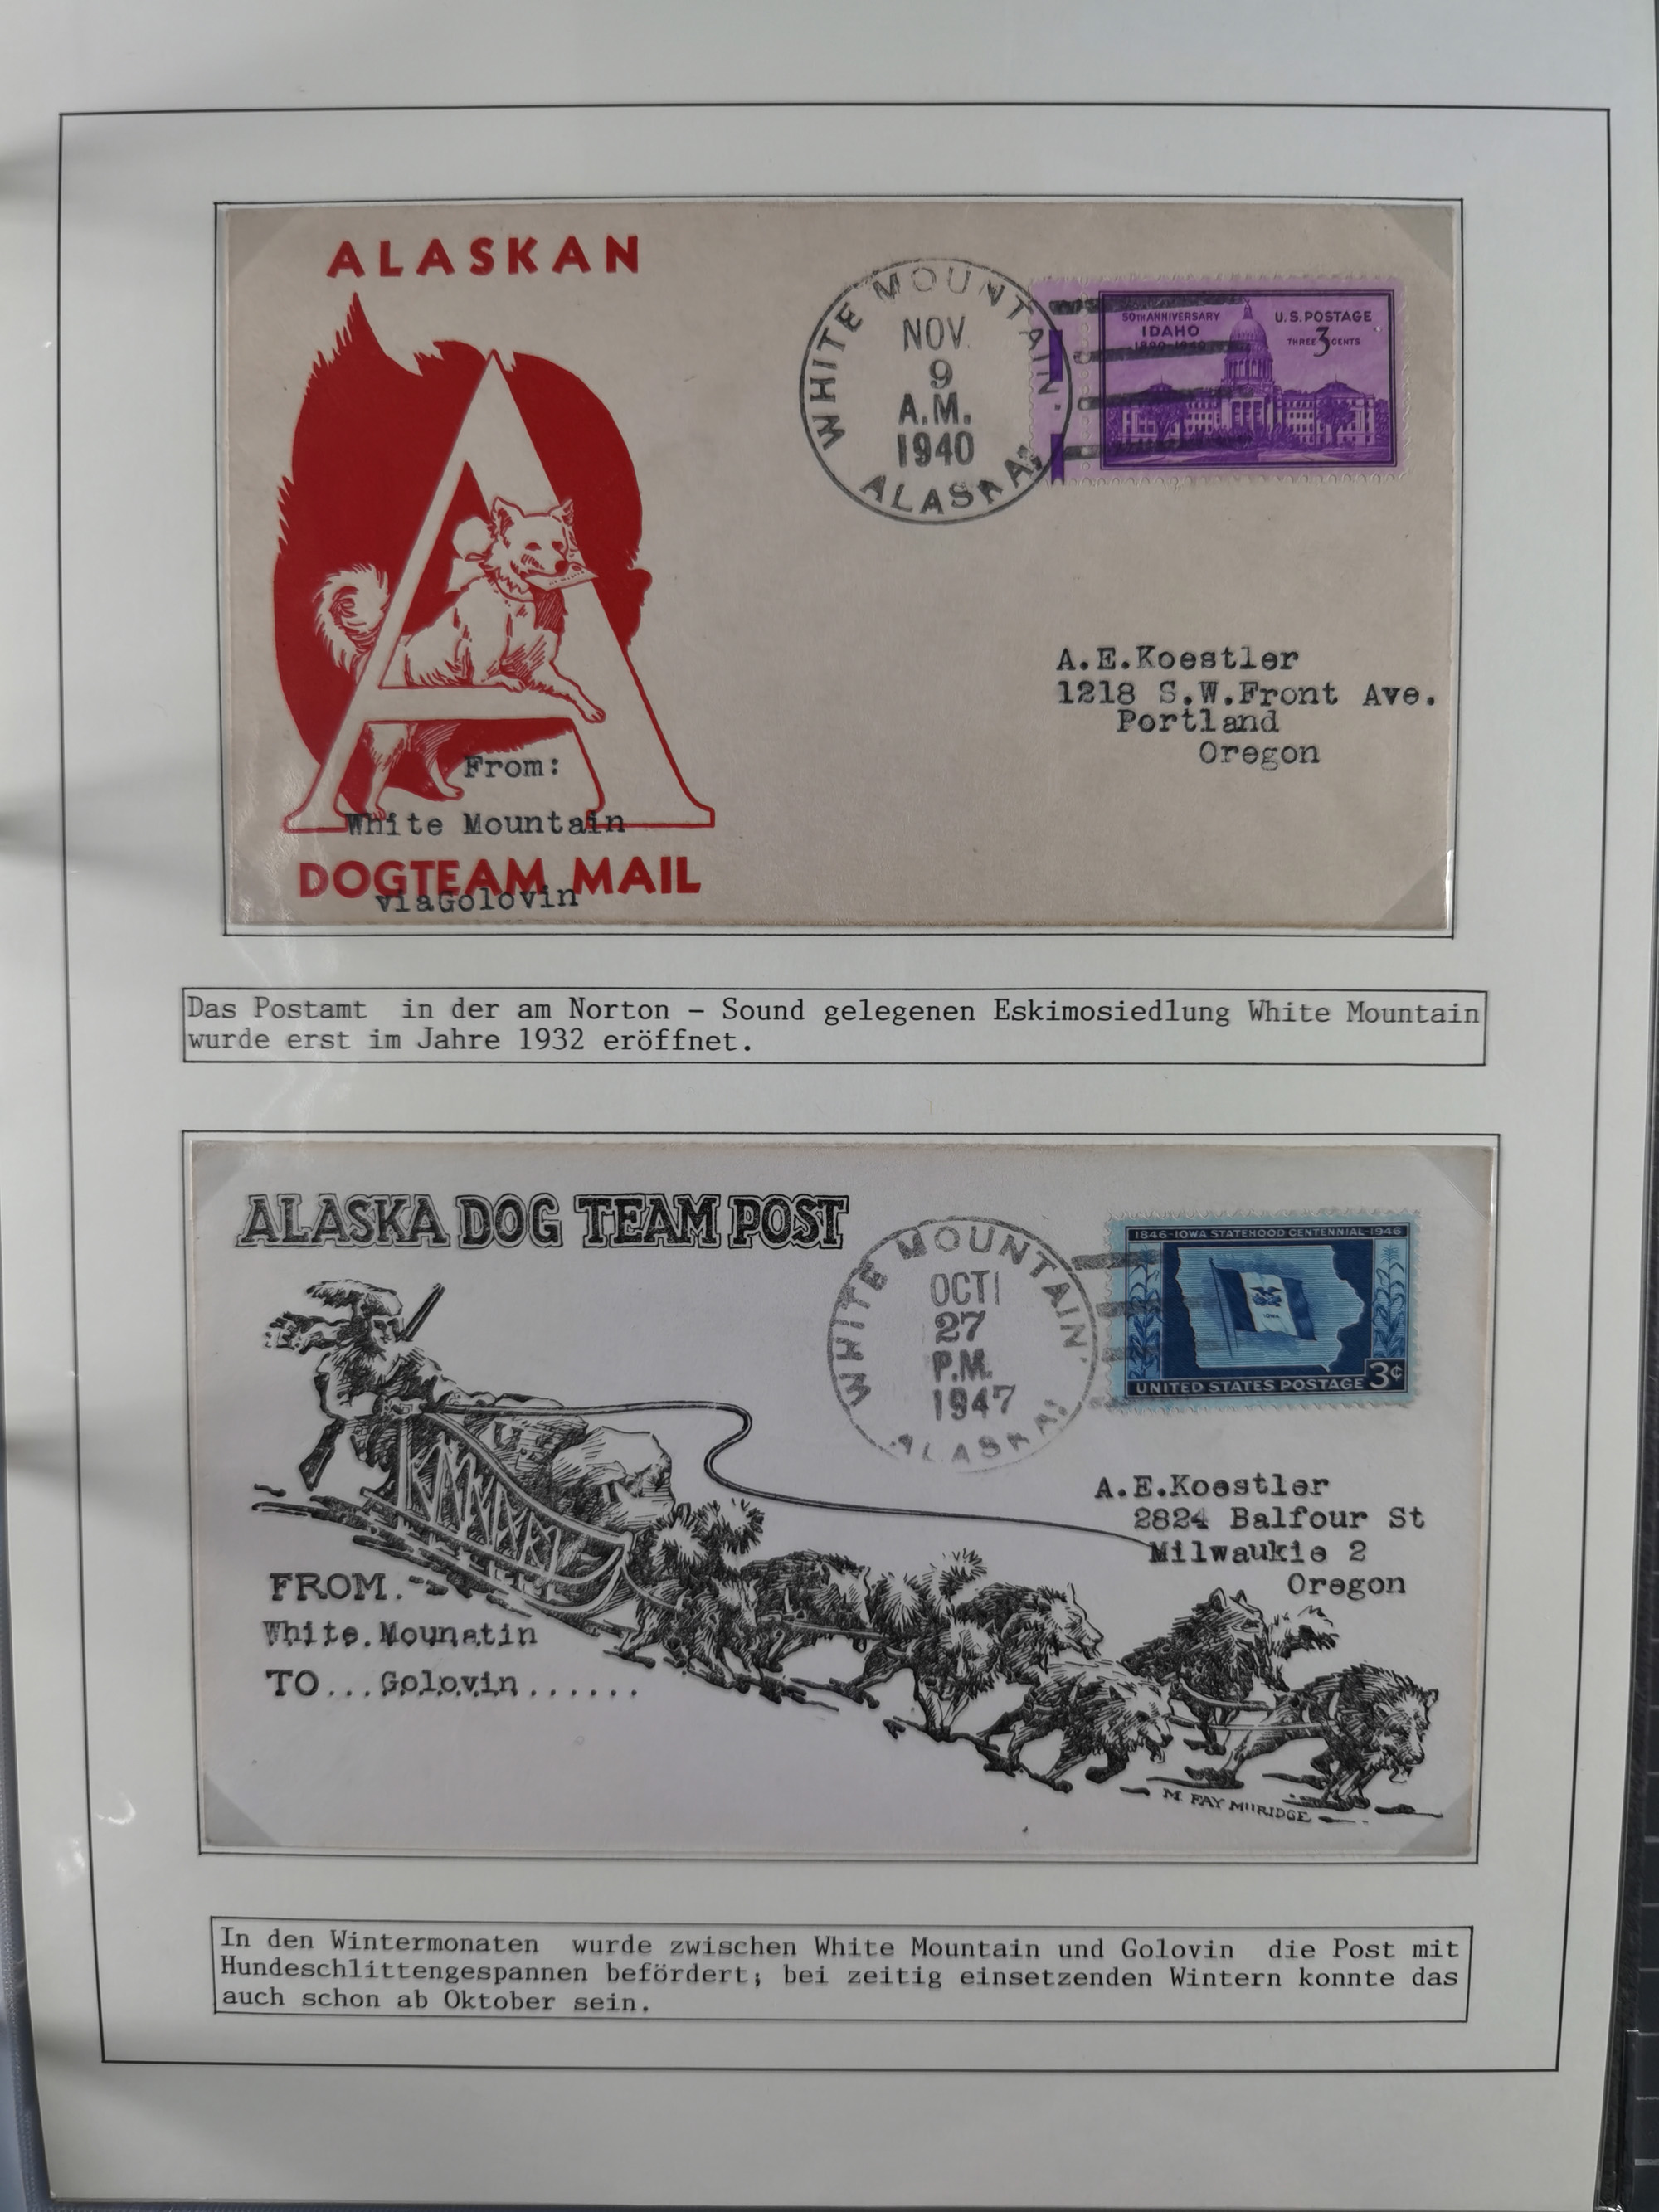 ALASKAN
WHITE MOUNTAIN.
NOV.
9
A.M.
1940
ALASKA
50TH ANNIVERSARY
IDAHO
1890-1940
U.S. POSTAGE
THREE 3 CENTS
A.E.Koestler
1218 S.W.Front Ave.
Portland
Oregon
From:
White Mountain
DOGTEAM MAIL
viaGolovin
Das Postamt in der am Norton – Sound gelegenen Eskimosiedlung White Mountain
wurde erst im Jahre 1932 eröffnet.
ALASKA DOG TEAM POST
WHITE MOUNTAIN.
OCT
27
P.M.
1947
ALASKA
1846-IOWA STATEHOOD CENTENNIAL-1946
UNITED STATES POSTAGE 3¢
A.E.Koestler
2824 Balfour St
Milwaukie 2
Oregon
FROM.
White.Mounatin
TO...Golovin......
M. FAY
In den Wintermonaten wurde zwischen White Mountain und Golovin die Post mit
Hundeschlittengespannen befördert; bei zeitig einsetzenden Wintern konnte das
auch schon ab Oktober sein.